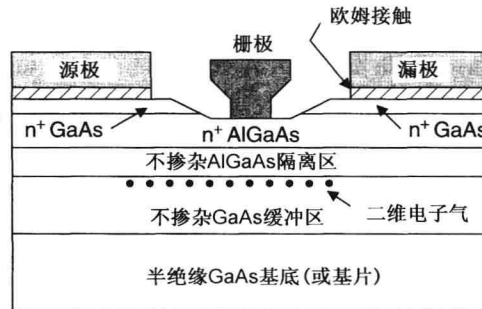 欧姆接触
栅极
源极
漏极
n⁺ GaAs
n⁺ AlGaAs
n⁺ GaAs
不掺杂AlGaAs隔离区
不掺杂GaAs缓冲区
二维电子气
半绝缘GaAs基底(或基片)